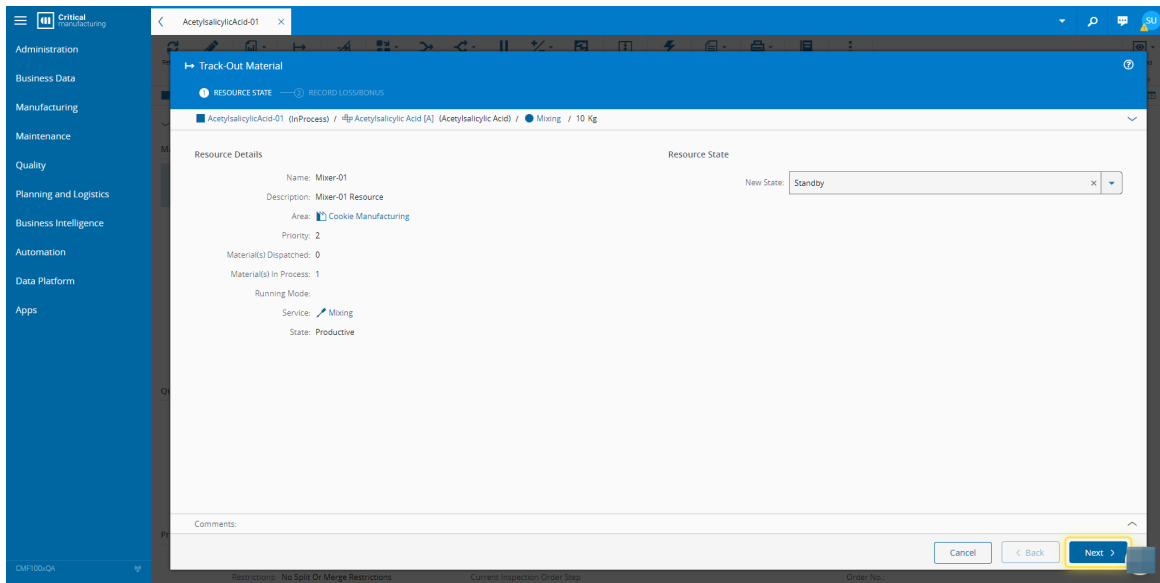 Critical manufacturing
AcetylsalicylicAcid-01
SU
Administration
Business Data
Manufacturing
Maintenance
Quality
Planning and Logistics
Business Intelligence
Automation
Data Platform
Apps
CMF100xQA
Track-Out Material
1 RESOURCE STATE 2 RECORD LOSS/BONUS
AcetylsalicylicAcid-01 (InProcess) / Acetylsalicylic Acid [A] (Acetylsalicylic Acid) / Mixing / 10 Kg
Resource Details
Name: Mixer-01
Description: Mixer-01 Resource
Area: Cookie Manufacturing
Priority: 2
Material(s) Dispatched: 0
Material(s) In Process: 1
Running Mode:
Service: Mixing
State: Productive
Resource State
New State: Standby
Comments:
Cancel
Back
Next
Restrictions: No Split Or Merge Restrictions
Current Inspection Order Step
Order No.: